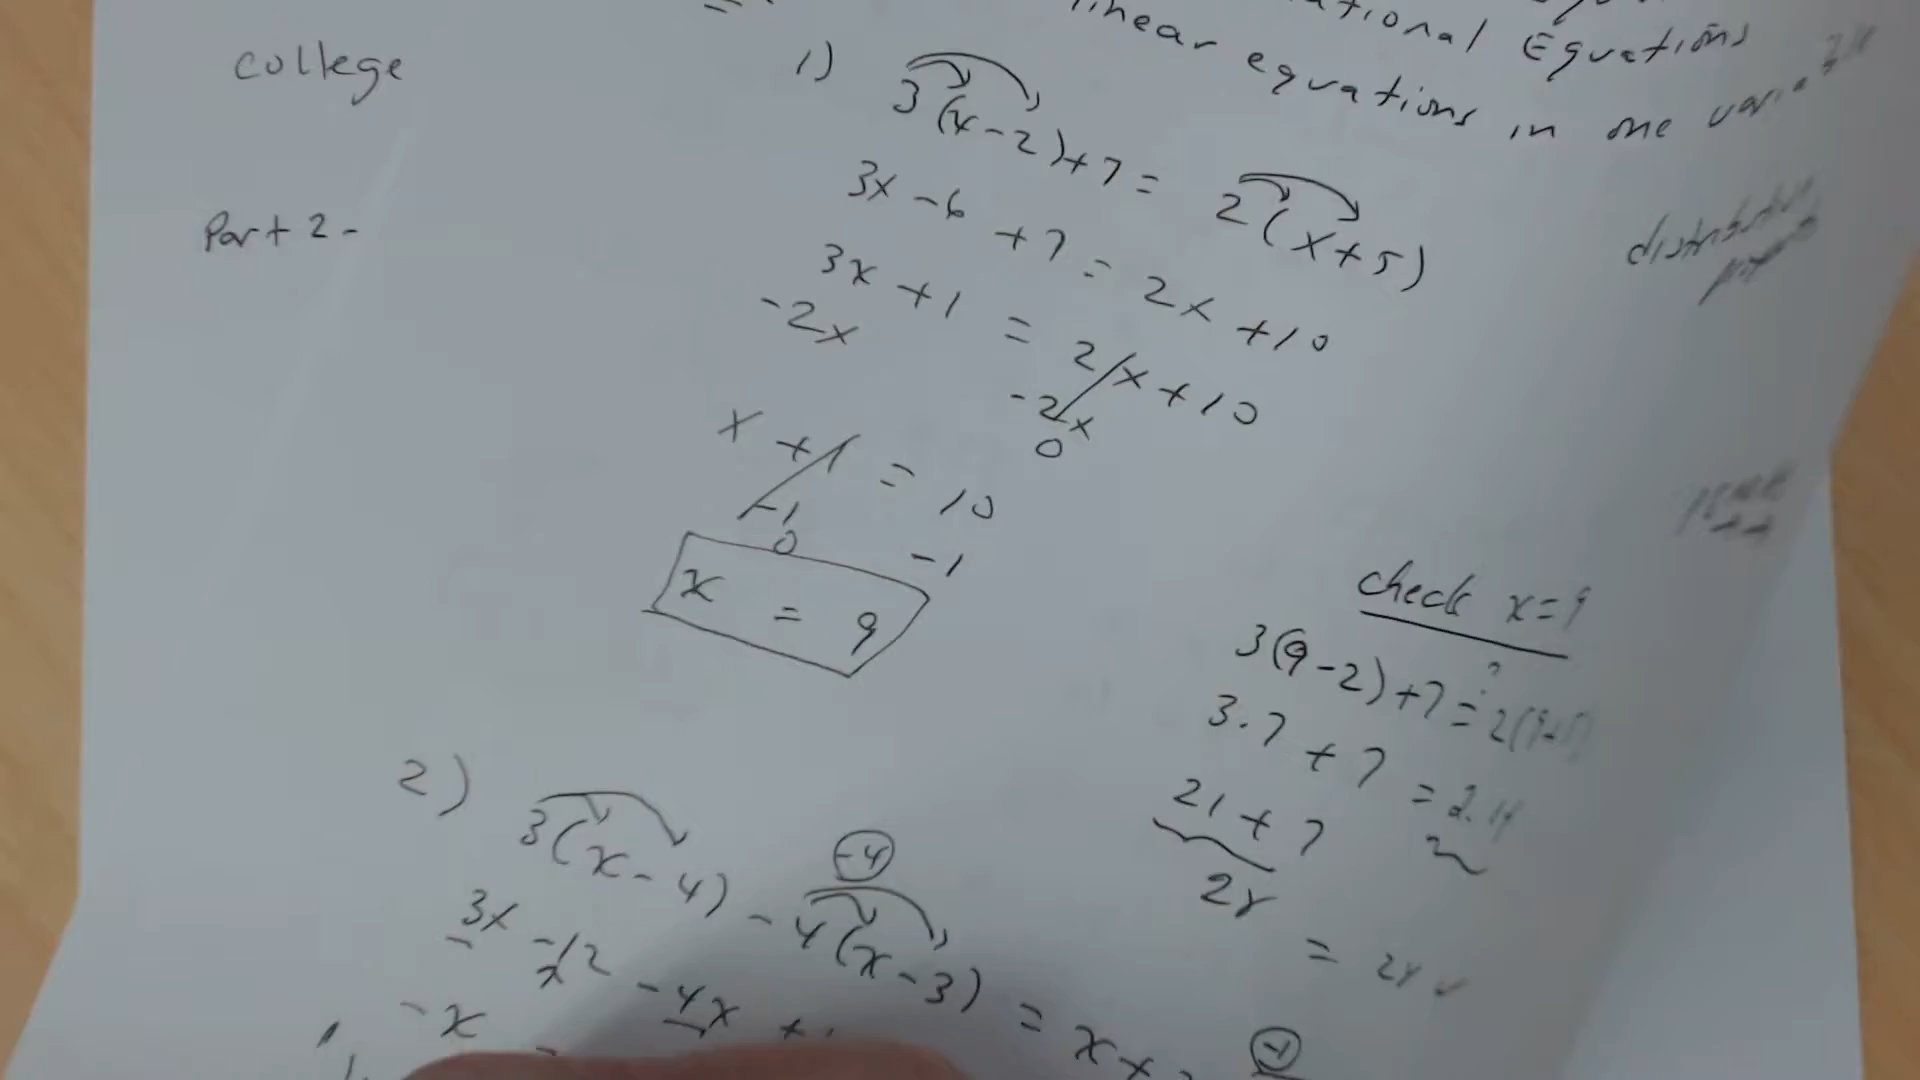 Equations
linear equations in one
college
1) 3(x-2)+7 = 2(x+5)
3x -6 +7 = 2x +10
distributive
Part 2 -
3x +1 = 2x+10
-2x -2x
0
x +1 = 10
-1 -1
0
x = 9
check x=9
3(9-2)+7 = 2(9+5)
?
3.7 + 7 = 2.14
21 + 7
28 = 28 ✓
2) 3(x-4) - 4(x-3) = x+
-4
3x -12 -4x +
-1
-x